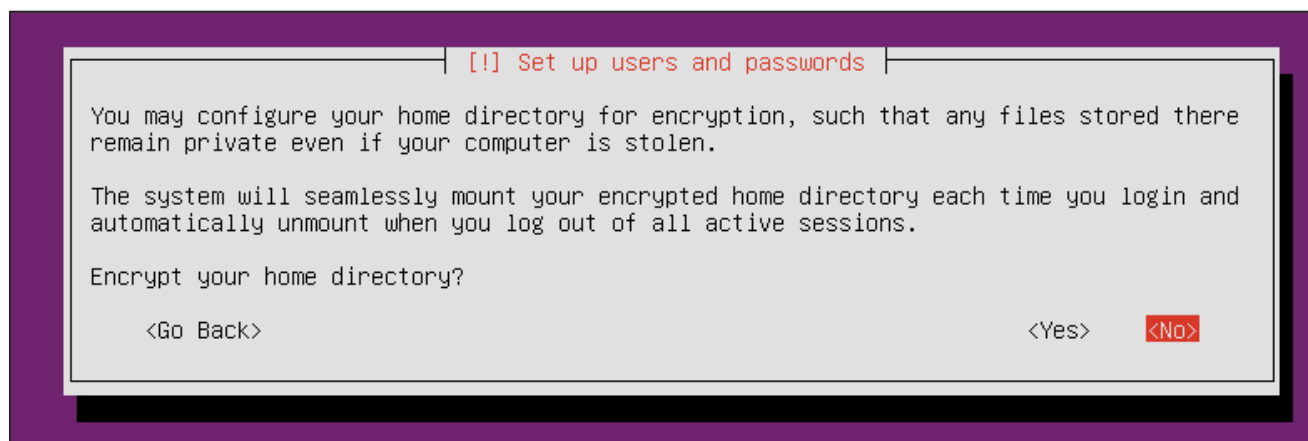 [!] Set up users and passwords
You may configure your home directory for encryption, such that any files stored there
remain private even if your computer is stolen.
The system will seamlessly mount your encrypted home directory each time you login and
automatically unmount when you log out of all active sessions.
Encrypt your home directory?
<Go Back> <Yes> <No>